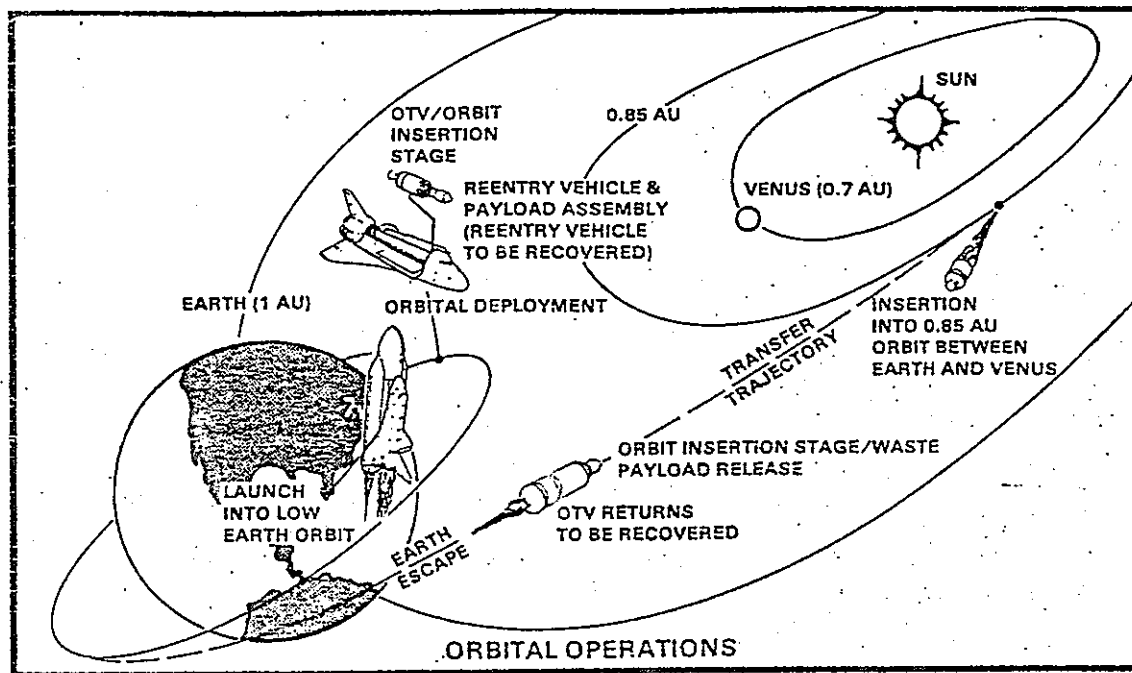 SUN
OTV/ORBIT
INSERTION
STAGE
0.85 AU
REENTRY VEHICLE &
PAYLOAD ASSEMBLY
(REENTRY VEHICLE
TO BE RECOVERED)
VENUS (0.7 AU)
EARTH (1 AU)
ORBITAL DEPLOYMENT
INSERTION
INTO 0.85 AU
ORBIT BETWEEN
EARTH AND VENUS
TRANSFER
TRAJECTORY
ORBIT INSERTION STAGE/WASTE
PAYLOAD RELEASE
LAUNCH
INTO LOW
EARTH ORBIT
OTV RETURNS
TO BE RECOVERED
EARTH
ESCAPE
ORBITAL OPERATIONS